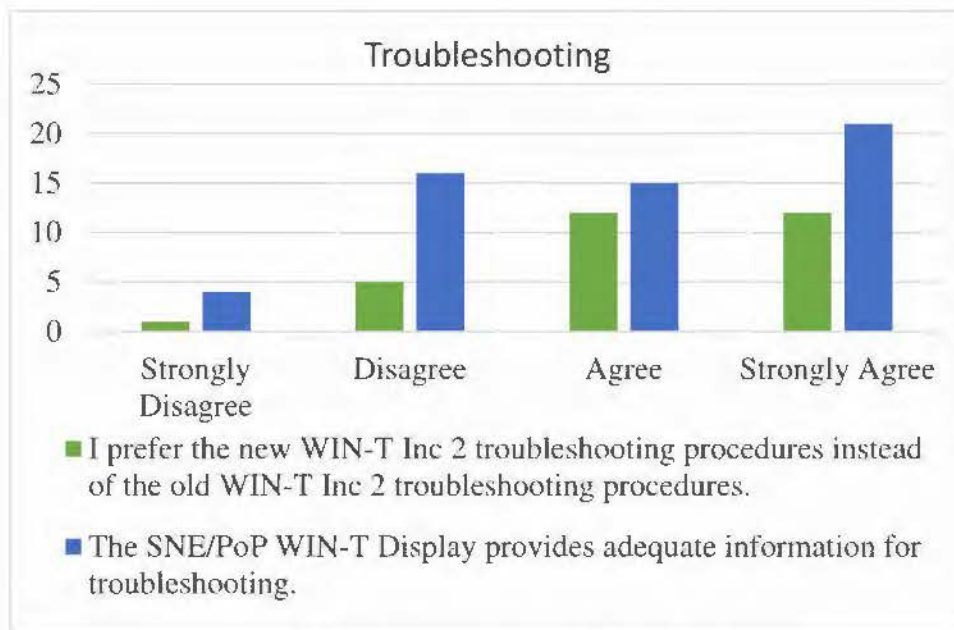 Troubleshooting
25
20
15
10
5
0
Strongly
Disagree
Disagree
Agree
Strongly Agree
I prefer the new WIN-T Inc 2 troubleshooting procedures instead
of the old WIN-T Inc 2 troubleshooting procedures.
The SNE/PoP WIN-T Display provides adequate information for
troubleshooting.